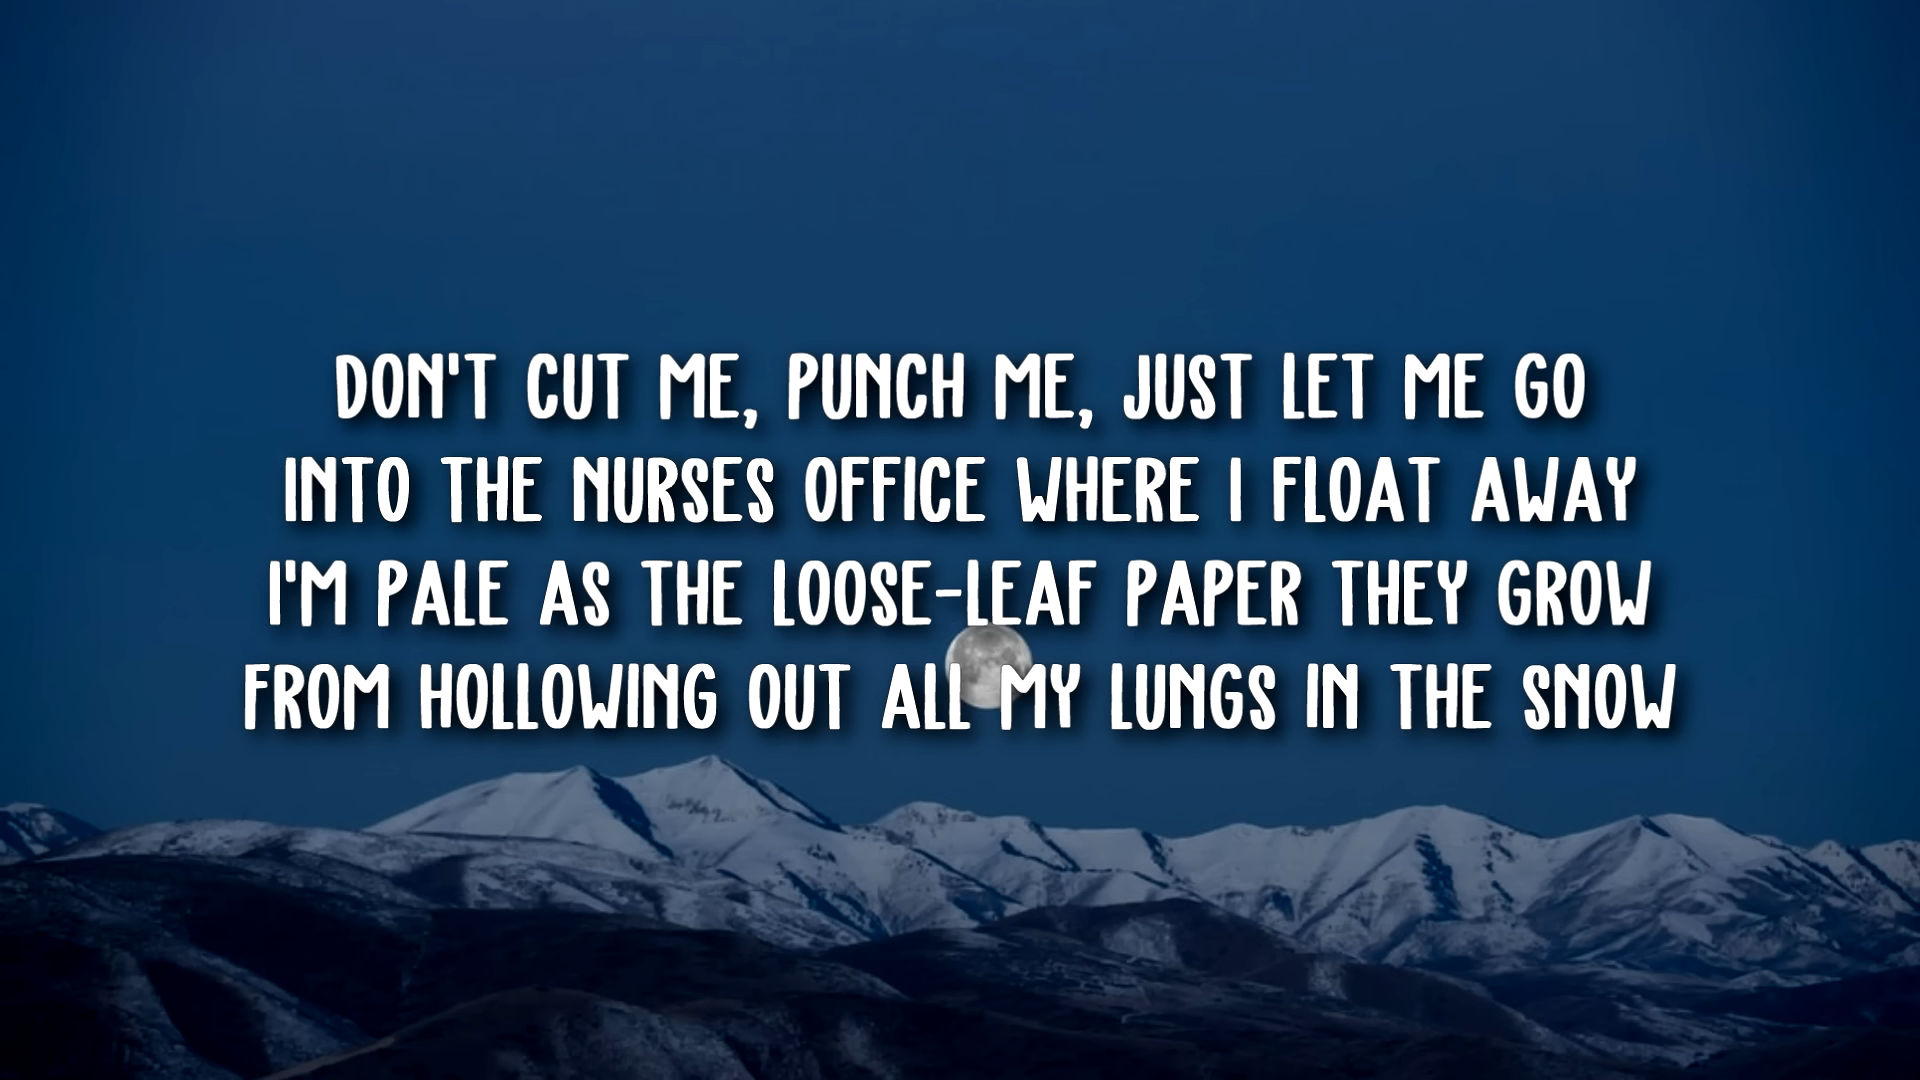 DON'T CUT ME, PUNCH ME, JUST LET ME GO
INTO THE NURSES OFFICE WHERE I FLOAT AWAY
I'M PALE AS THE LOOSE-LEAF PAPER THEY GROW
FROM HOLLOWING OUT ALL MY LUNGS IN THE SNOW